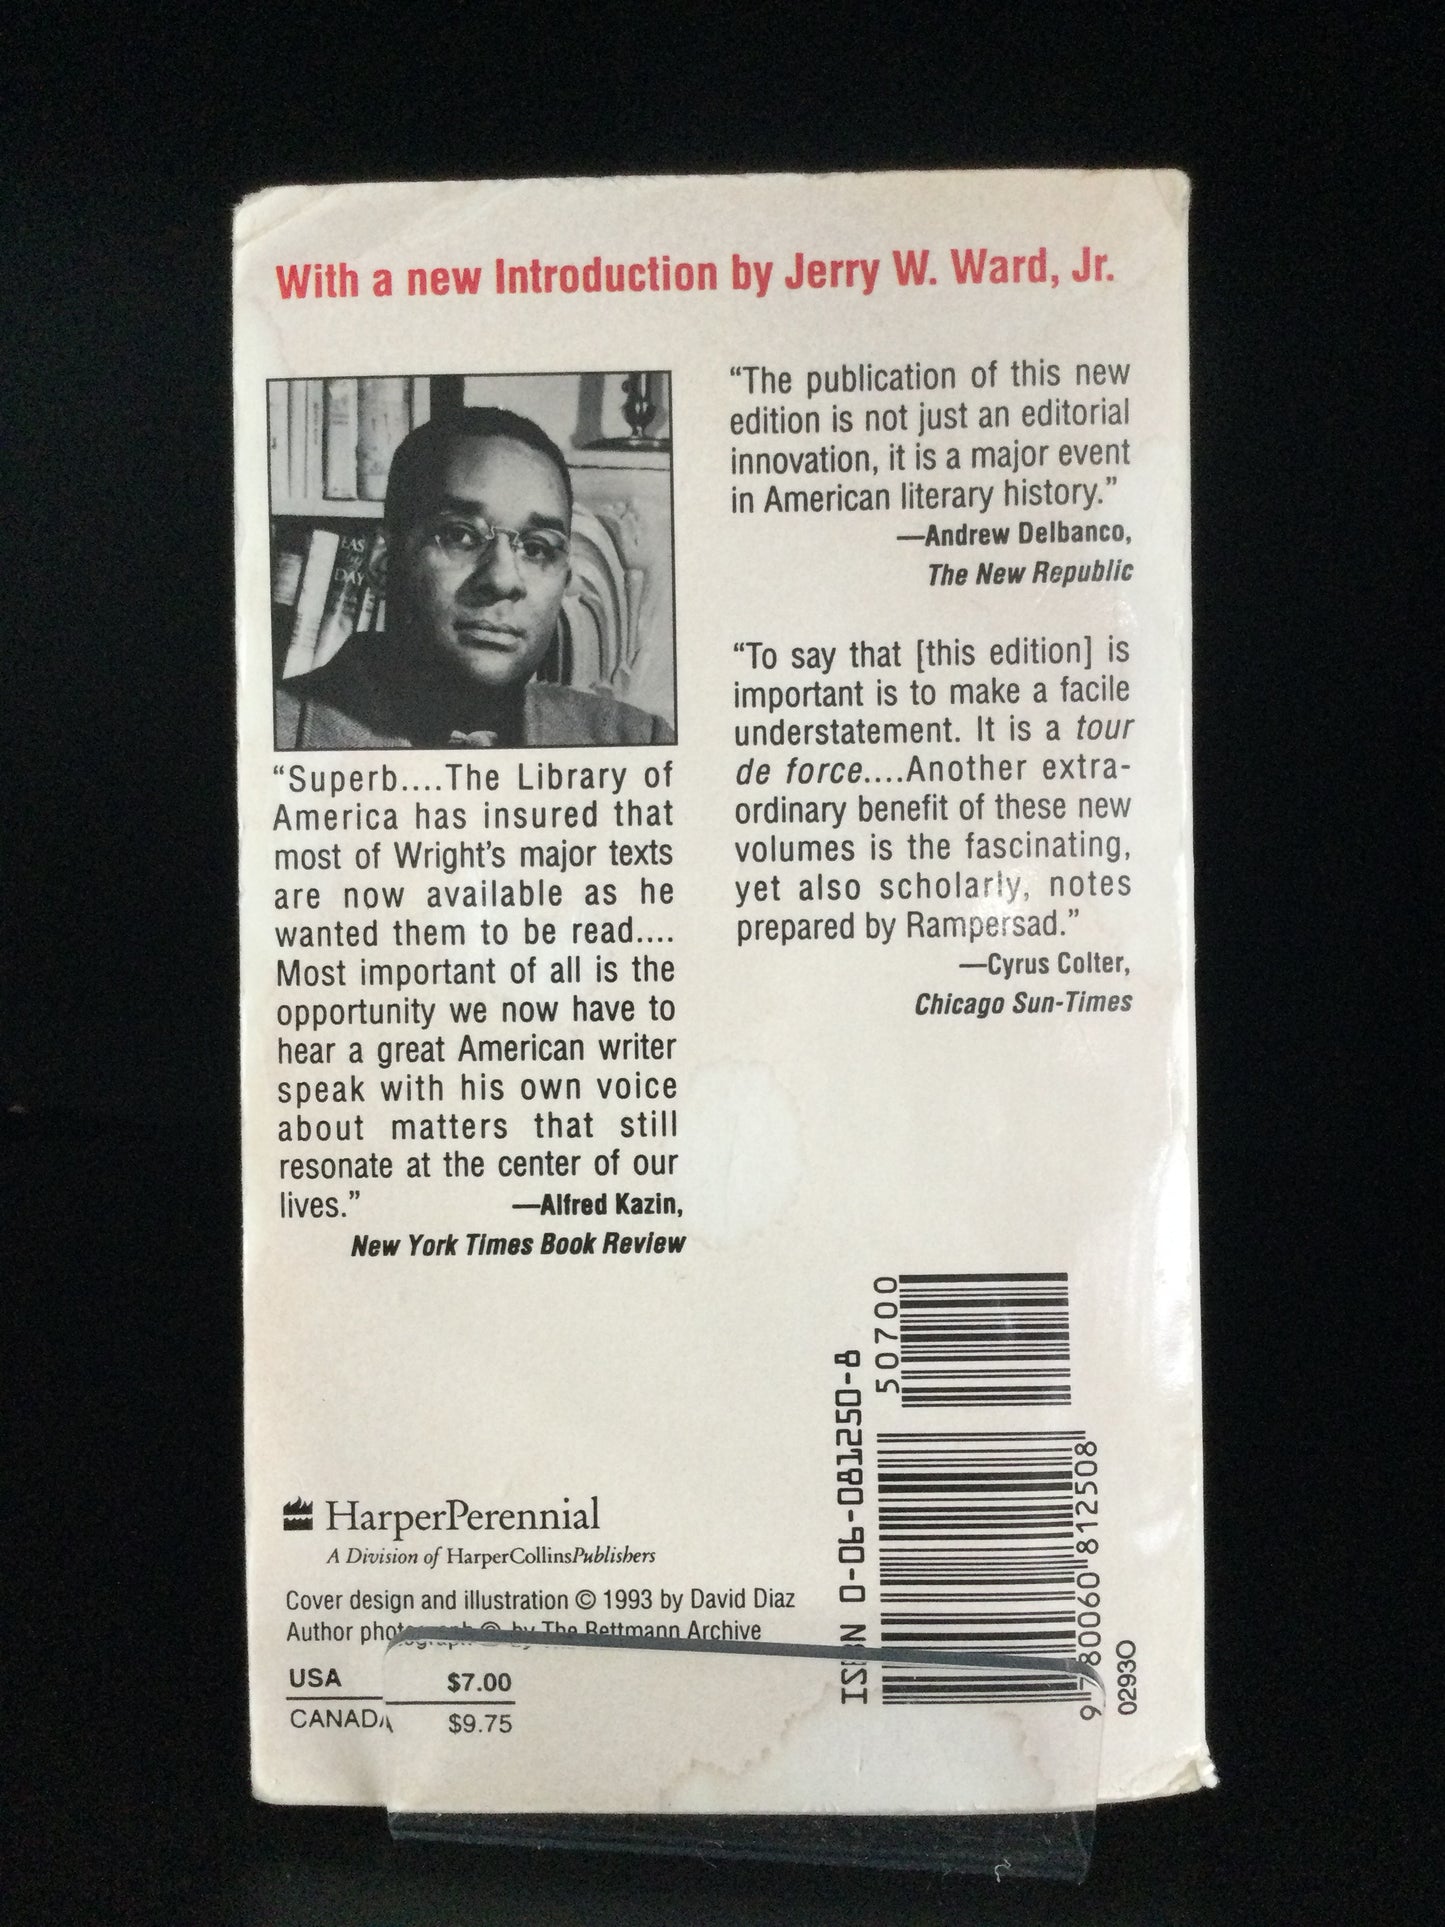 With a new Introduction by Jerry W. Ward, Jr.
EAS
DAY
“Superb....The Library of
America has insured that
most of Wright’s major texts
are now available as he
wanted them to be read....
Most important of all is the
opportunity we now have to
hear a great American writer
speak with his own voice
about matters that still
resonate at the center of our
lives.” —Alfred Kazin,
New York Times Book Review
“The publication of this new
edition is not just an editorial
innovation, it is a major event
in American literary history.”
—Andrew Delbanco,
The New Republic
“To say that [this edition] is
important is to make a facile
understatement. It is a tour
de force....Another extra-
ordinary benefit of these new
volumes is the fascinating,
yet also scholarly, notes
prepared by Rampersad.”
—Cyrus Colter,
Chicago Sun-Times
HarperPerennial
A Division of HarperCollinsPublishers
Cover design and illustration © 1993 by David Diaz
Author photograph © by The Bettmann Archive
USA $7.00
CANADA $9.75
ISBN 0-06-081250-8
50700
9 780060 812508
02930